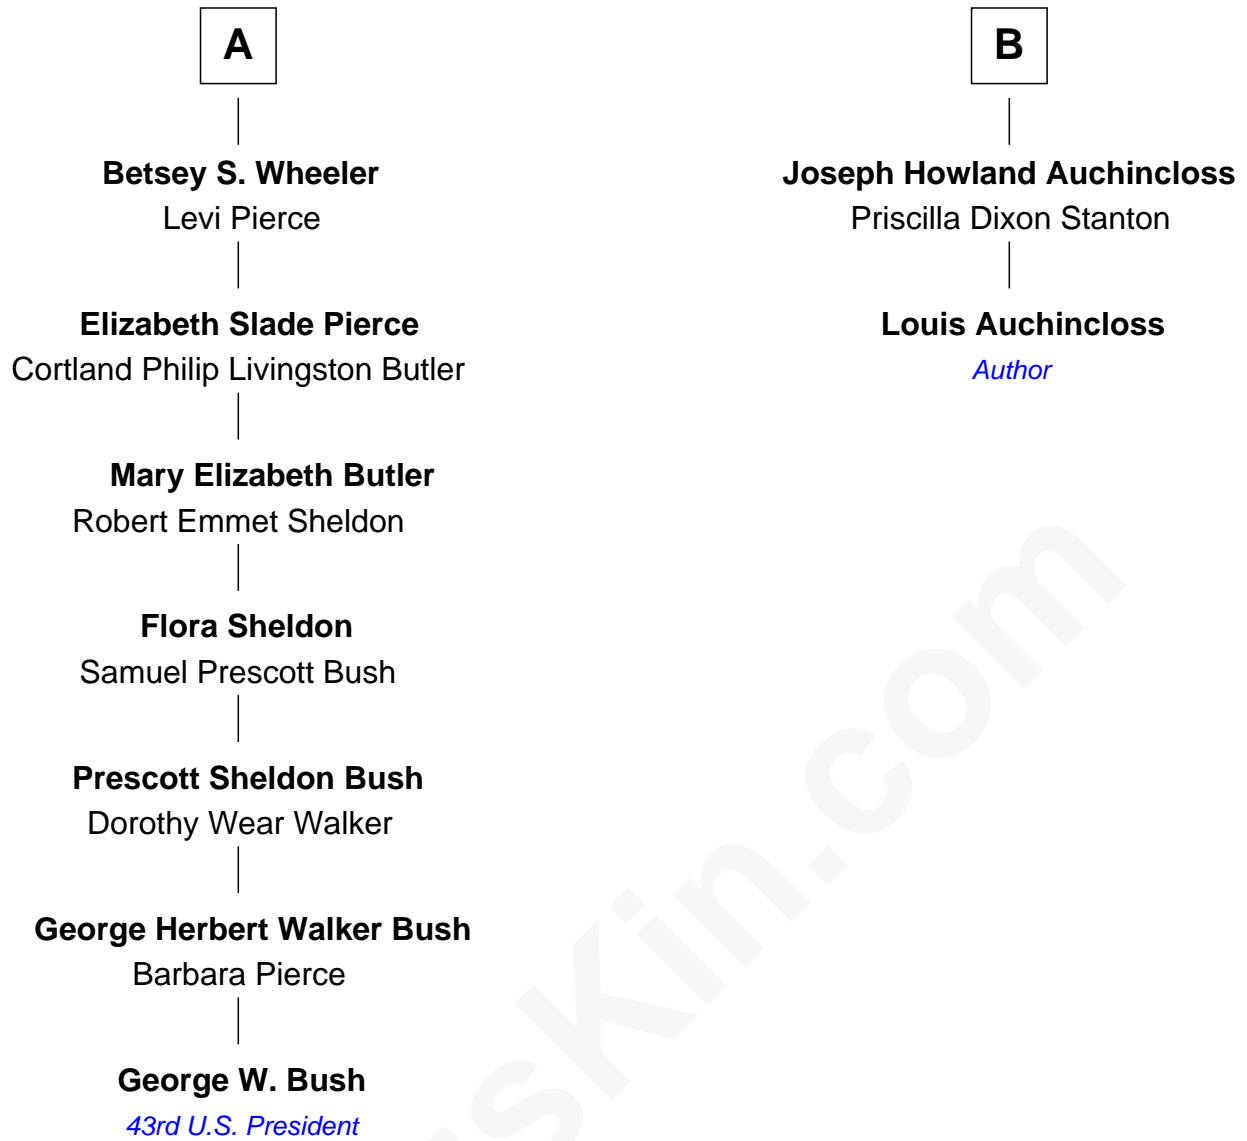 A
Betsey S. Wheeler
Levi Pierce
Elizabeth Slade Pierce
Cortland Philip Livingston Butler
Mary Elizabeth Butler
Robert Emmet Sheldon
Flora Sheldon
Samuel Prescott Bush
Prescott Sheldon Bush
Dorothy Wear Walker
George Herbert Walker Bush
Barbara Pierce
George W. Bush
43rd U.S. President
B
Joseph Howland Auchincloss
Priscilla Dixon Stanton
Louis Auchincloss
Author
sKin.com